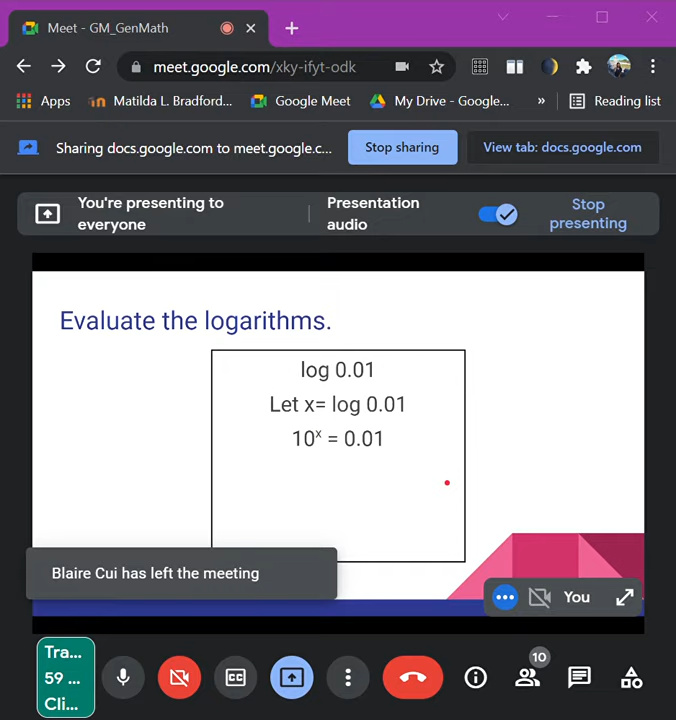 Meet - GM_GenMath
meet.google.com/xky-ifyt-odk
Apps
Matilda L. Bradford...
Google Meet
My Drive - Google...
»
Reading list
Sharing docs.google.com to meet.google.c...
Stop sharing
View tab: docs.google.com
You're presenting to
everyone
Presentation
audio
Stop
presenting
Evaluate the logarithms.
log 0.01
Let x= log 0.01
10ˣ = 0.01
Blaire Cui has left the meeting
You
Tra...
59 ...
Cli...
CC
10